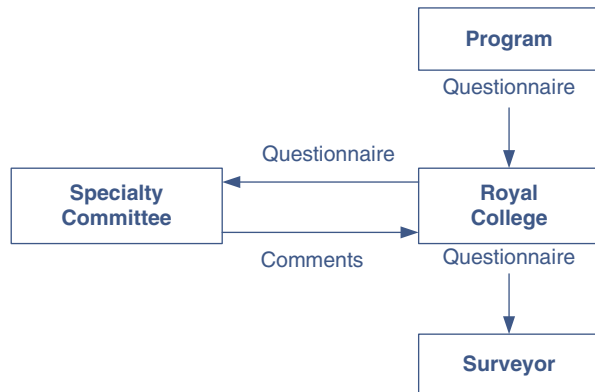 Program
Questionnaire
Questionnaire
Specialty
Committee
Royal
College
Comments
Questionnaire
Surveyor